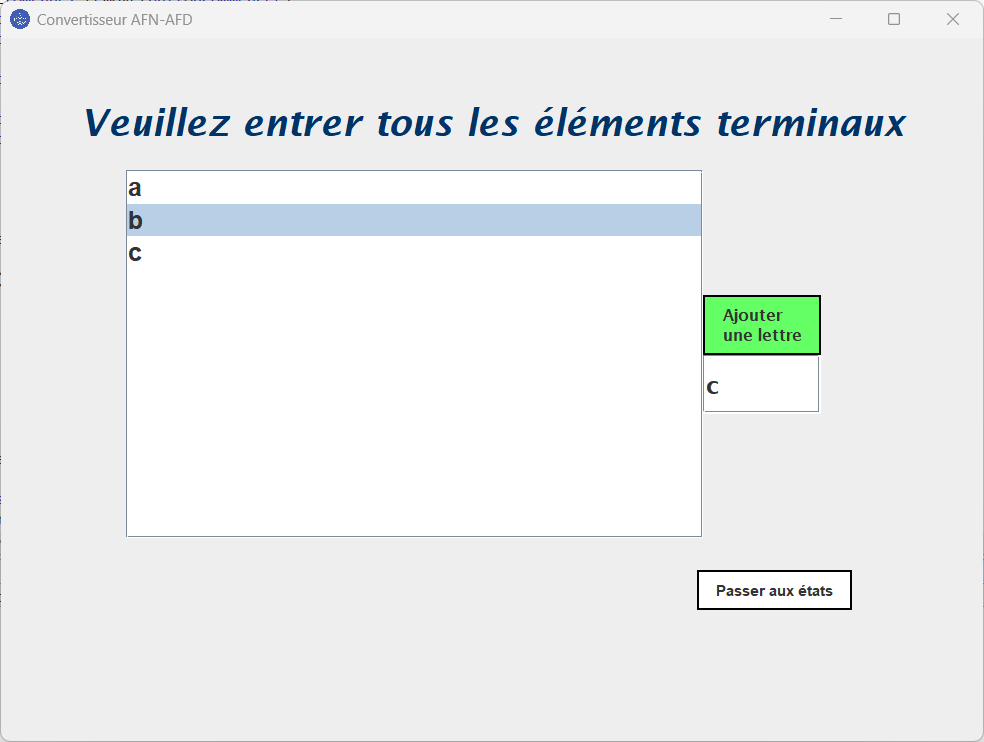 Convertisseur AFN-AFD
Veuillez entrer tous les éléments terminaux
a
b
c
Ajouter
une lettre
c
Passer aux états